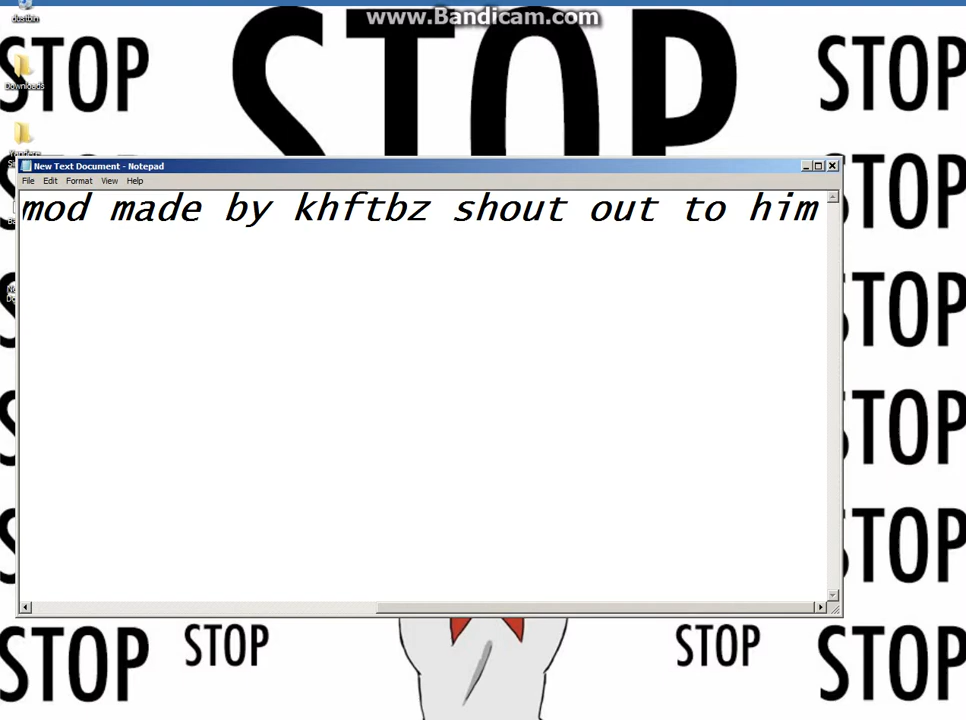 www.Bandicam.com
dustbin
STOP STOP STOP
Downloads
STOP
New Text Document - Notepad
File Edit Format View Help
mod made by khftbz shout out to him
STOP
STOP
STOP
STOP STOP STOP STOP